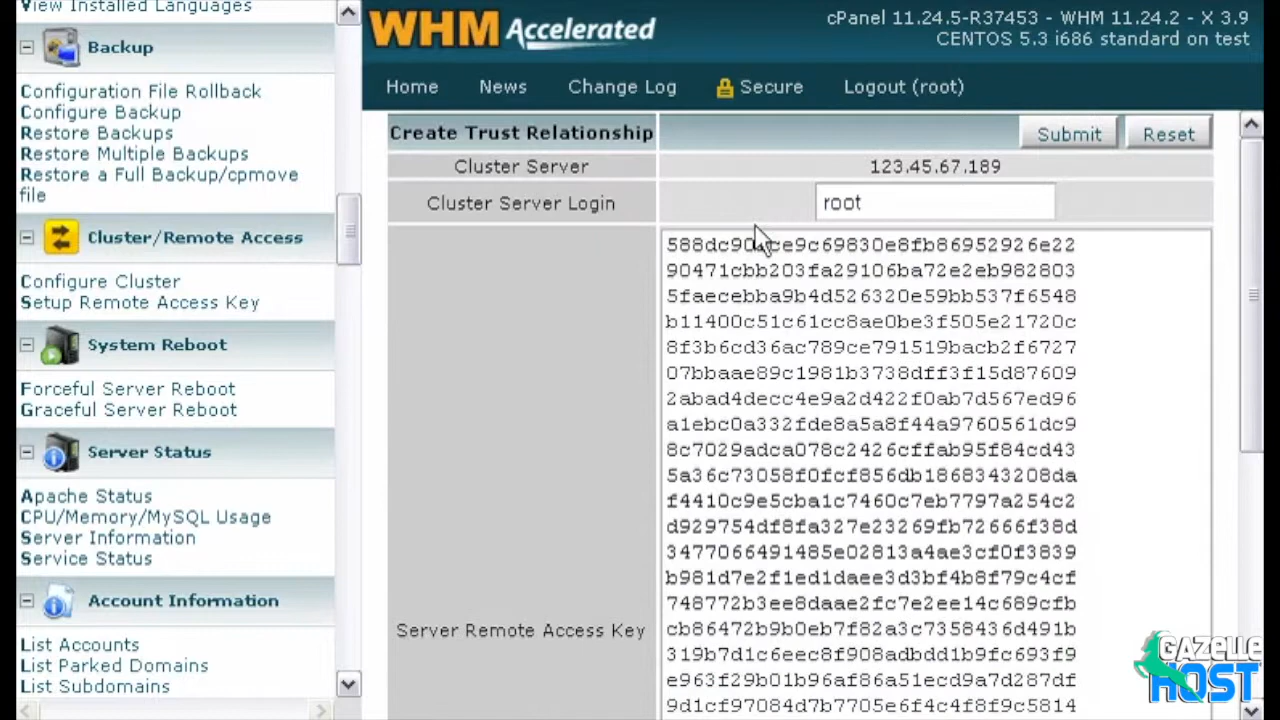 View Installed Languages
Backup
Configuration File Rollback
Configure Backup
Restore Backups
Restore Multiple Backups
Restore a Full Backup/cpmove
file
Cluster/Remote Access
Configure Cluster
Setup Remote Access Key
System Reboot
Forceful Server Reboot
Graceful Server Reboot
Server Status
Apache Status
CPU/Memory/MySQL Usage
Server Information
Service Status
Account Information
List Accounts
List Parked Domains
List Subdomains
WHM Accelerated
cPanel 11.24.5-R37453 - WHM 11.24.2 - X 3.9
CENTOS 5.3 i686 standard on test
Home News Change Log Secure Logout (root)
Create Trust Relationship Submit Reset
Cluster Server 123.45.67.189
Cluster Server Login root
Server Remote Access Key
90471cbb203fa29106ba72e2eb982803
5faecebba9b4d526320e59bb537f6548
b11400c51c61cc8ae0be3f505e21720c
8f3b6cd36ac789ce791519bacb2f6727
07bbaae89c1981b3738dff3f15d87609
2abad4decc4e9a2d422f0ab7d567ed96
a1ebc0a332fde8a5a8f44a9760561dc9
8c7029adca078c2426cffab95f84cd43
5a36c73058f0fcf856db1868343208da
f4410c9e5cba1c7460c7eb7797a254c2
d929754df8fa327e23269fb72666f38d
3477066491485e02813a4ae3cf0f3839
b981d7e2f1ed1daee3d3bf4b8f79c4cf
748772b3ee8daae2fc7e2ee14c689cfb
cb86472b9b0eb7f82a3c7358436d491b
319b7d1c6eec8f908adbdd1b9fc693f9
e963f29b01b96af86a51ecd9a7d287df
9d1cf97084d7b7705e6f4c4f8f9c5814
GAZELLE
HOST